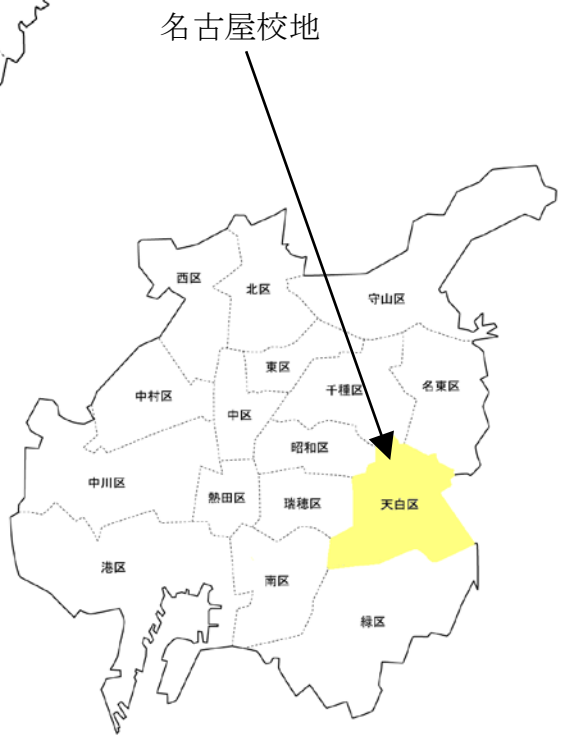 名古屋校地
西区
北区
守山区
東区
千種区
名東区
中村区
中区
昭和区
中川区
熱田区
瑞穂区
天白区
港区
南区
緑区